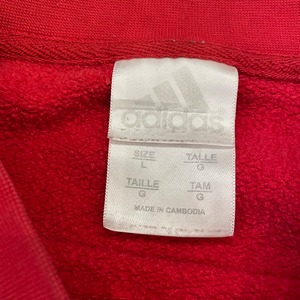 adidas
SIZE TALLE
L G
TAILLE TAM
G G
MADE IN CAMBODIA